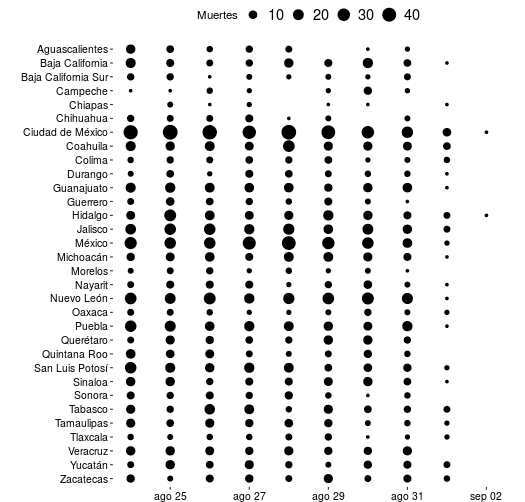 Muertes 10 20 30 40
Aguascalientes
Baja California
Baja California Sur
Campeche
Chiapas
Chihuahua
Ciudad de México
Coahuila
Colima
Durango
Guanajuato
Guerrero
Hidalgo
Jalisco
México
Michoacán
Morelos
Nayarit
Nuevo León
Oaxaca
Puebla
Querétaro
Quintana Roo
San Luis Potosí
Sinaloa
Sonora
Tabasco
Tamaulipas
Tlaxcala
Veracruz
Yucatán
Zacatecas
ago 25 ago 27 ago 29 ago 31 sep 02